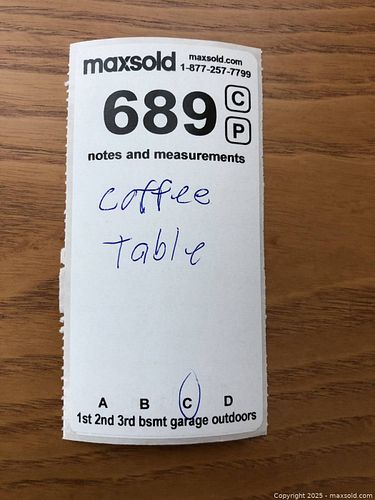 maxsold maxsold.com
1-877-257-7799
689 C
P
notes and measurements
coffee
table
A B C D
1st 2nd 3rd bsmt garage outdoors
Copyright 2025 - maxsold.com